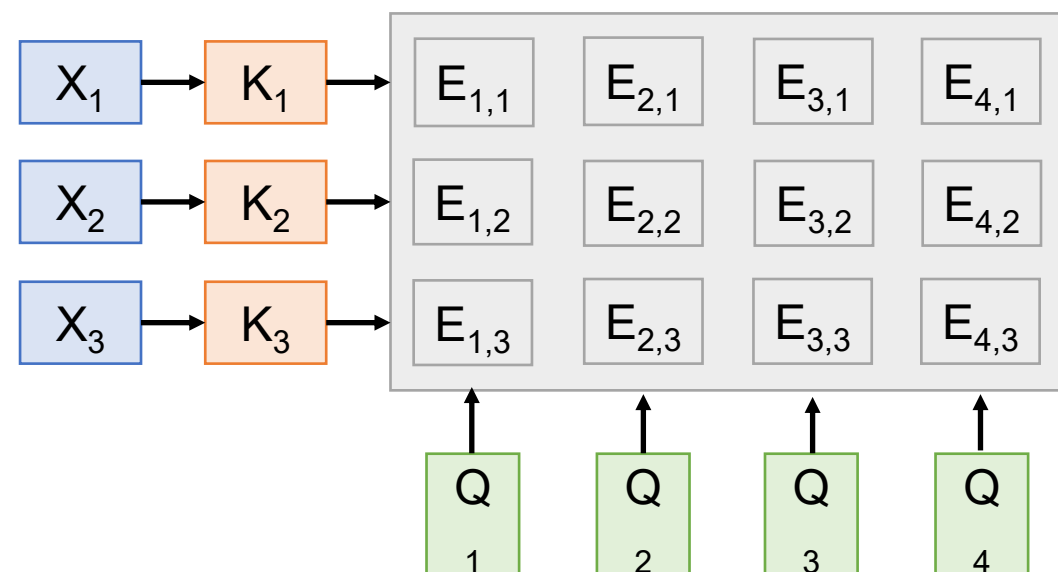 X₁ K₁ E₁,₁ E₂,₁ E₃,₁ E₄,₁
X₂ K₂ E₁,₂ E₂,₂ E₃,₂ E₄,₂
X₃ K₃ E₁,₃ E₂,₃ E₃,₃ E₄,₃
Q Q Q Q
1 2 3 4